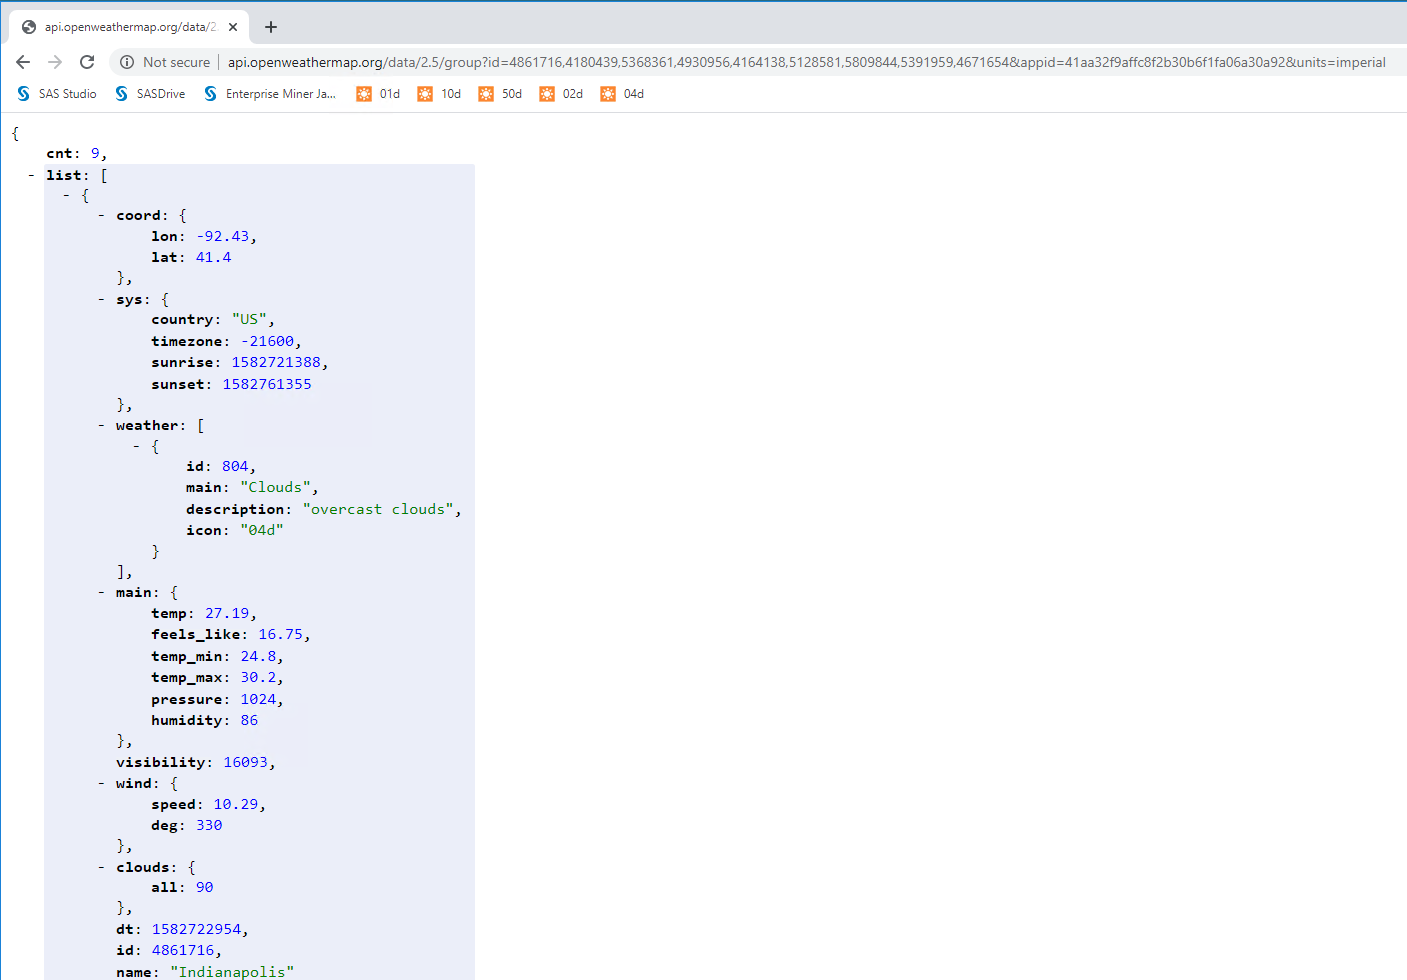 api.openweathermap.org/data/2.
Not secure | api.openweathermap.org/data/2.5/group?id=4861716,4180439,5368361,4930956,4164138,5128581,5809844,5391959,4671654&appid=41aa32f9affc8f2b30b6f1fa06a30a92&units=imperial
SAS Studio SASDrive Enterprise Miner Ja... 01d 10d 50d 02d 04d
{
cnt: 9,
- list: [
- {
- coord: {
lon: -92.43,
lat: 41.4
},
- sys: {
country: "US",
timezone: -21600,
sunrise: 1582721388,
sunset: 1582761355
},
- weather: [
- {
id: 804,
main: "Clouds",
description: "overcast clouds",
icon: "04d"
}
],
- main: {
temp: 27.19,
feels_like: 16.75,
temp_min: 24.8,
temp_max: 30.2,
pressure: 1024,
humidity: 86
},
visibility: 16093,
- wind: {
speed: 10.29,
deg: 330
},
- clouds: {
all: 90
},
dt: 1582722954,
id: 4861716,
name: "Indianapolis"